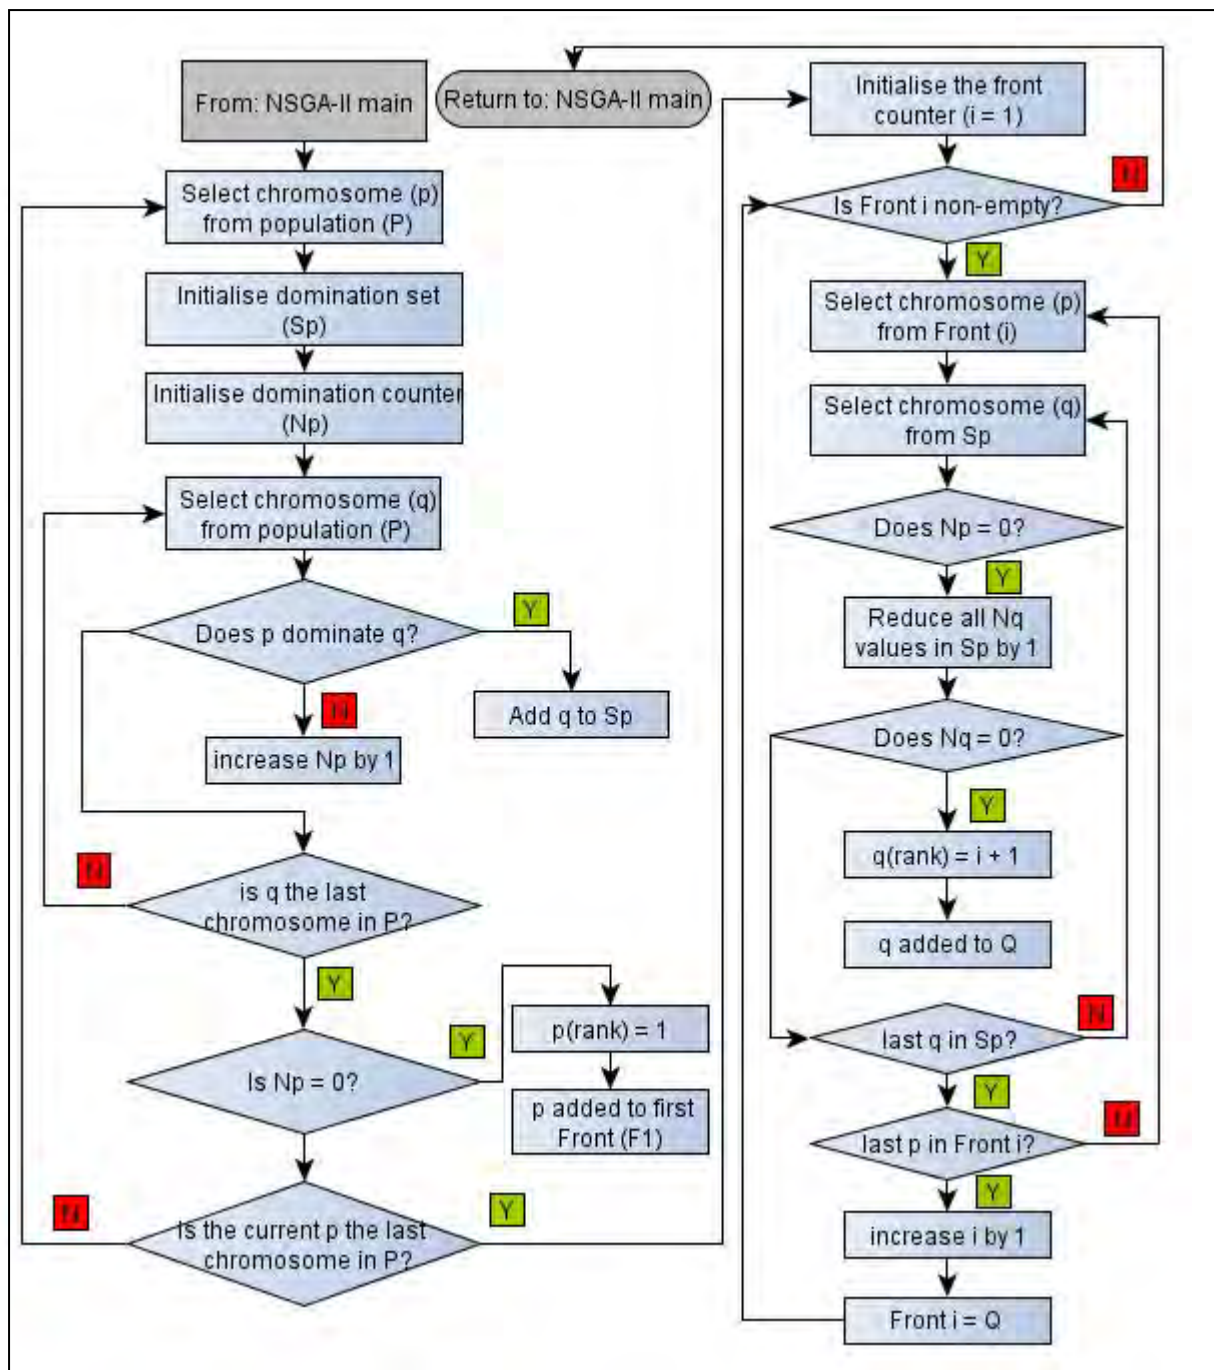 From: NSGA-II main
Select chromosome (p)
from population (P)
Initialise domination set
(Sp)
Initialise domination counter
(Np)
Select chromosome (q)
from population (P)
Does p dominate q?
Y
N
Add q to Sp
increase Np by 1
is q the last
chromosome in P?
N
Y
Is Np = 0?
Y
p(rank) = 1
p added to first
Front (F1)
Is the current p the last
chromosome in P?
N
Y
Return to: NSGA-II main
Initialise the front
counter (i = 1)
Is Front i non-empty?
N
Y
Select chromosome (p)
from Front (i)
Select chromosome (q)
from Sp
Does Np = 0?
Y
Reduce all Nq
values in Sp by 1
Does Nq = 0?
Y
q(rank) = i + 1
q added to Q
last q in Sp?
N
Y
last p in Front i?
N
Y
increase i by 1
Front i = Q